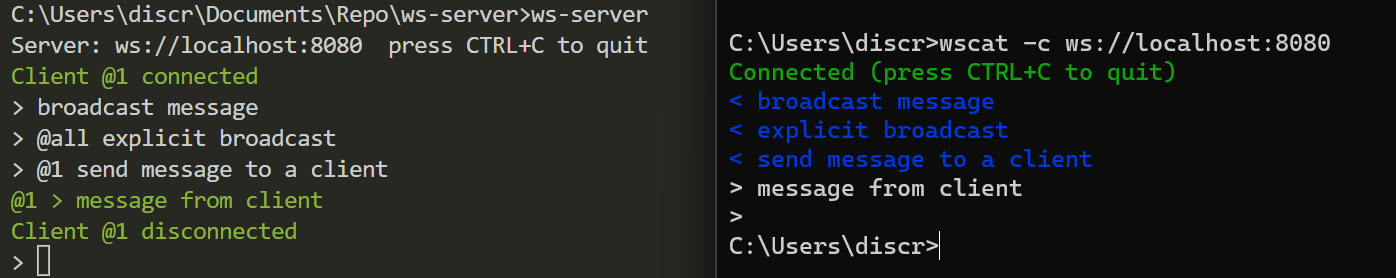 C:\Users\discr\Documents\Repo\ws-server>ws-server
Server: ws://localhost:8080  press CTRL+C to quit
Client @1 connected
> broadcast message
> @all explicit broadcast
> @1 send message to a client
@1 > message from client
Client @1 disconnected
>
C:\Users\discr>wscat -c ws://localhost:8080
Connected (press CTRL+C to quit)
< broadcast message
< explicit broadcast
< send message to a client
> message from client
>
C:\Users\discr>